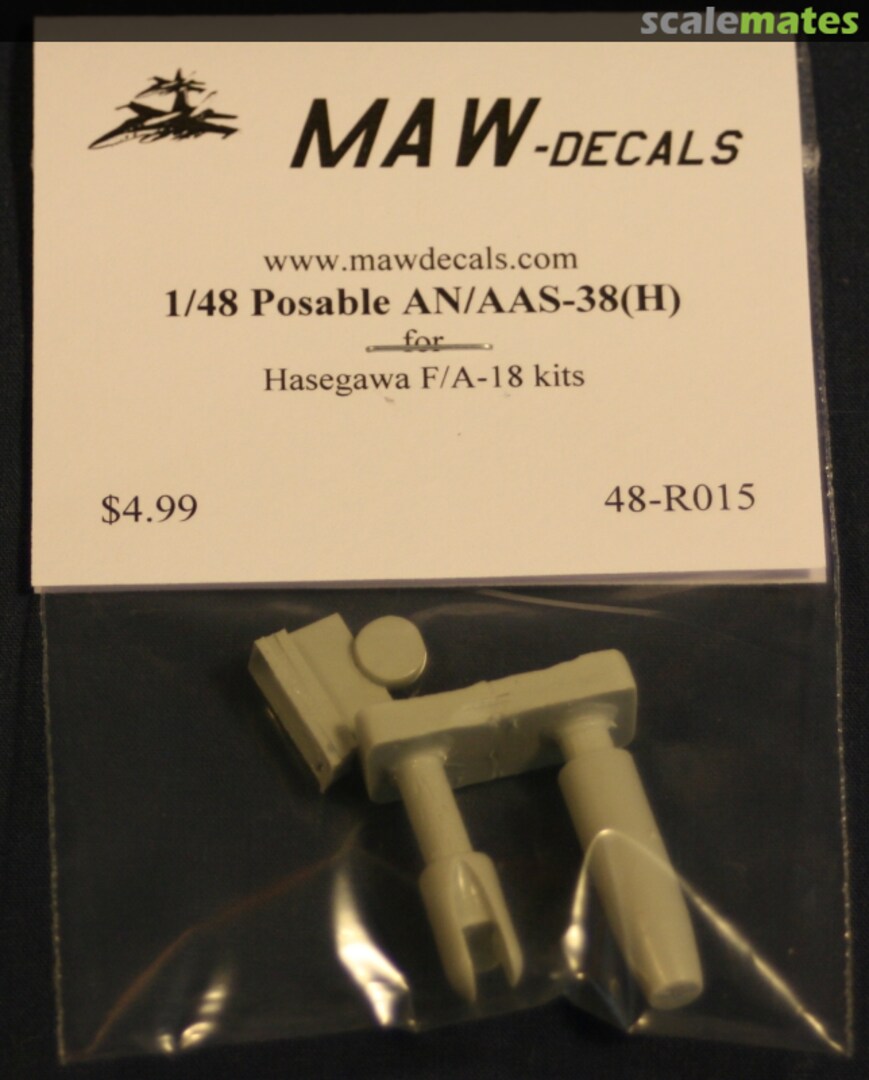 scalemates
MAW-DECALS
www.mawdecals.com
1/48 Posable AN/AAS-38(H)
for
Hasegawa F/A-18 kits
$4.99
48-R015